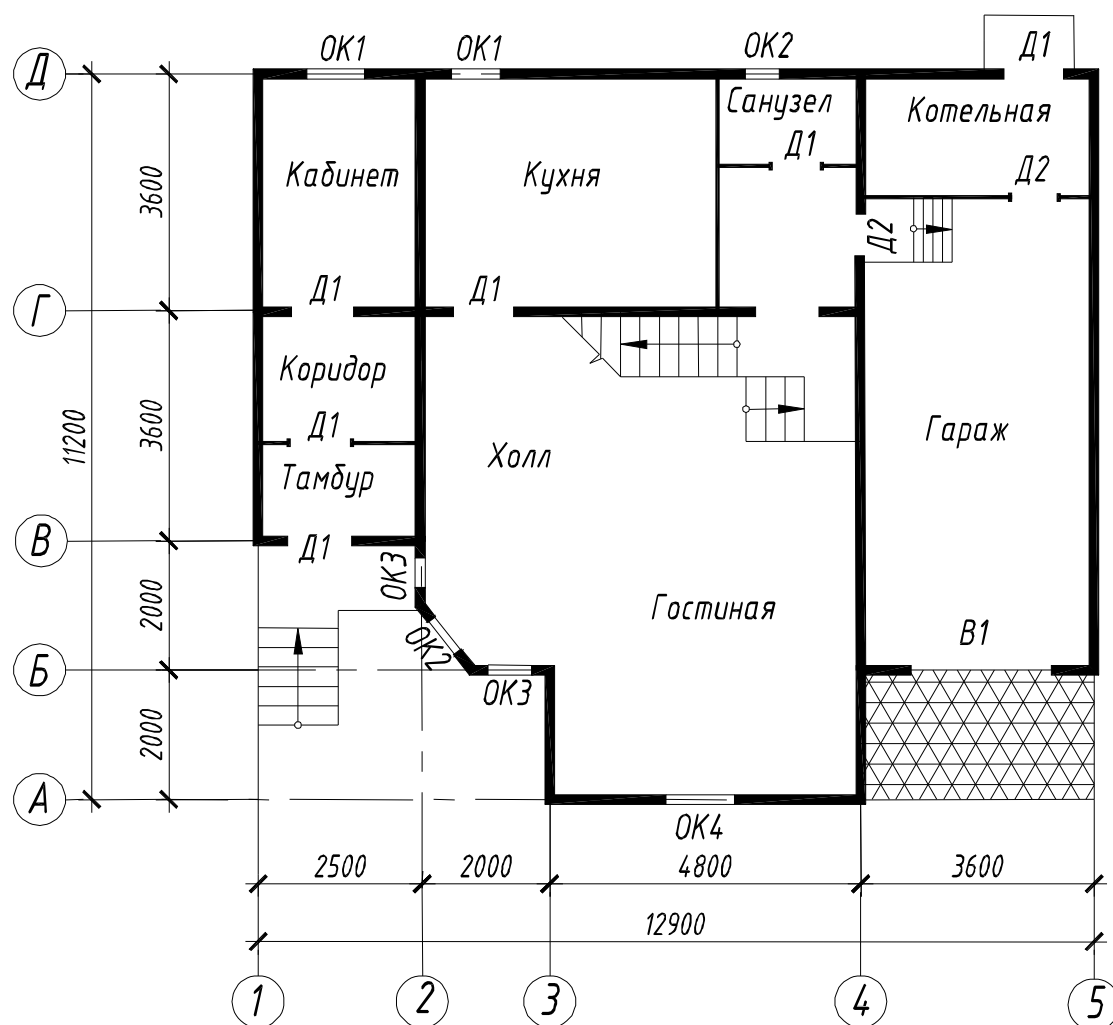 ОК1
ОК1
ОК2
Д1
Д
Санузел
Котельная
Д1
Кабинет
Кухня
Д2
3600
Д2
Д1
Д1
Г
Коридор
3600
11200
Д1
Гараж
Холл
Тамбур
В
Д1
ОК3
2000
Гостиная
В1
ОК2
Б
ОК3
2000
А
ОК4
2500
2000
4800
3600
12900
1
2
3
4
5